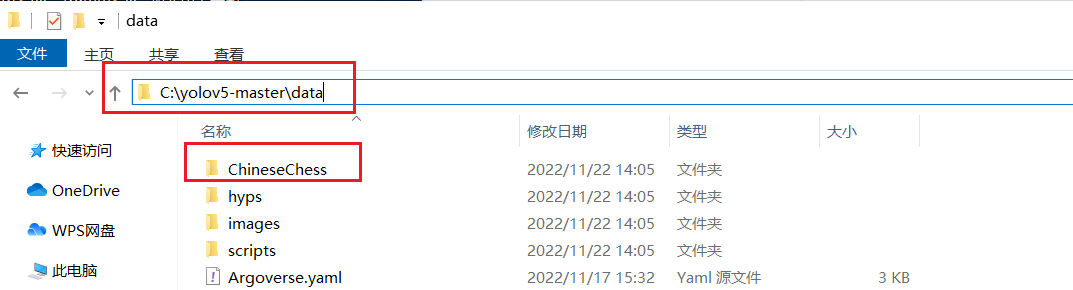 data
文件 主页 共享 查看
C:\yolov5-master\data
名称 修改日期 类型 大小
快速访问
OneDrive
WPS网盘
此电脑
ChineseChess 2022/11/22 14:05 文件夹
hyps 2022/11/22 14:05 文件夹
images 2022/11/22 14:05 文件夹
scripts 2022/11/22 14:05 文件夹
Argoverse.yaml 2022/11/17 15:32 Yaml 源文件 3 KB